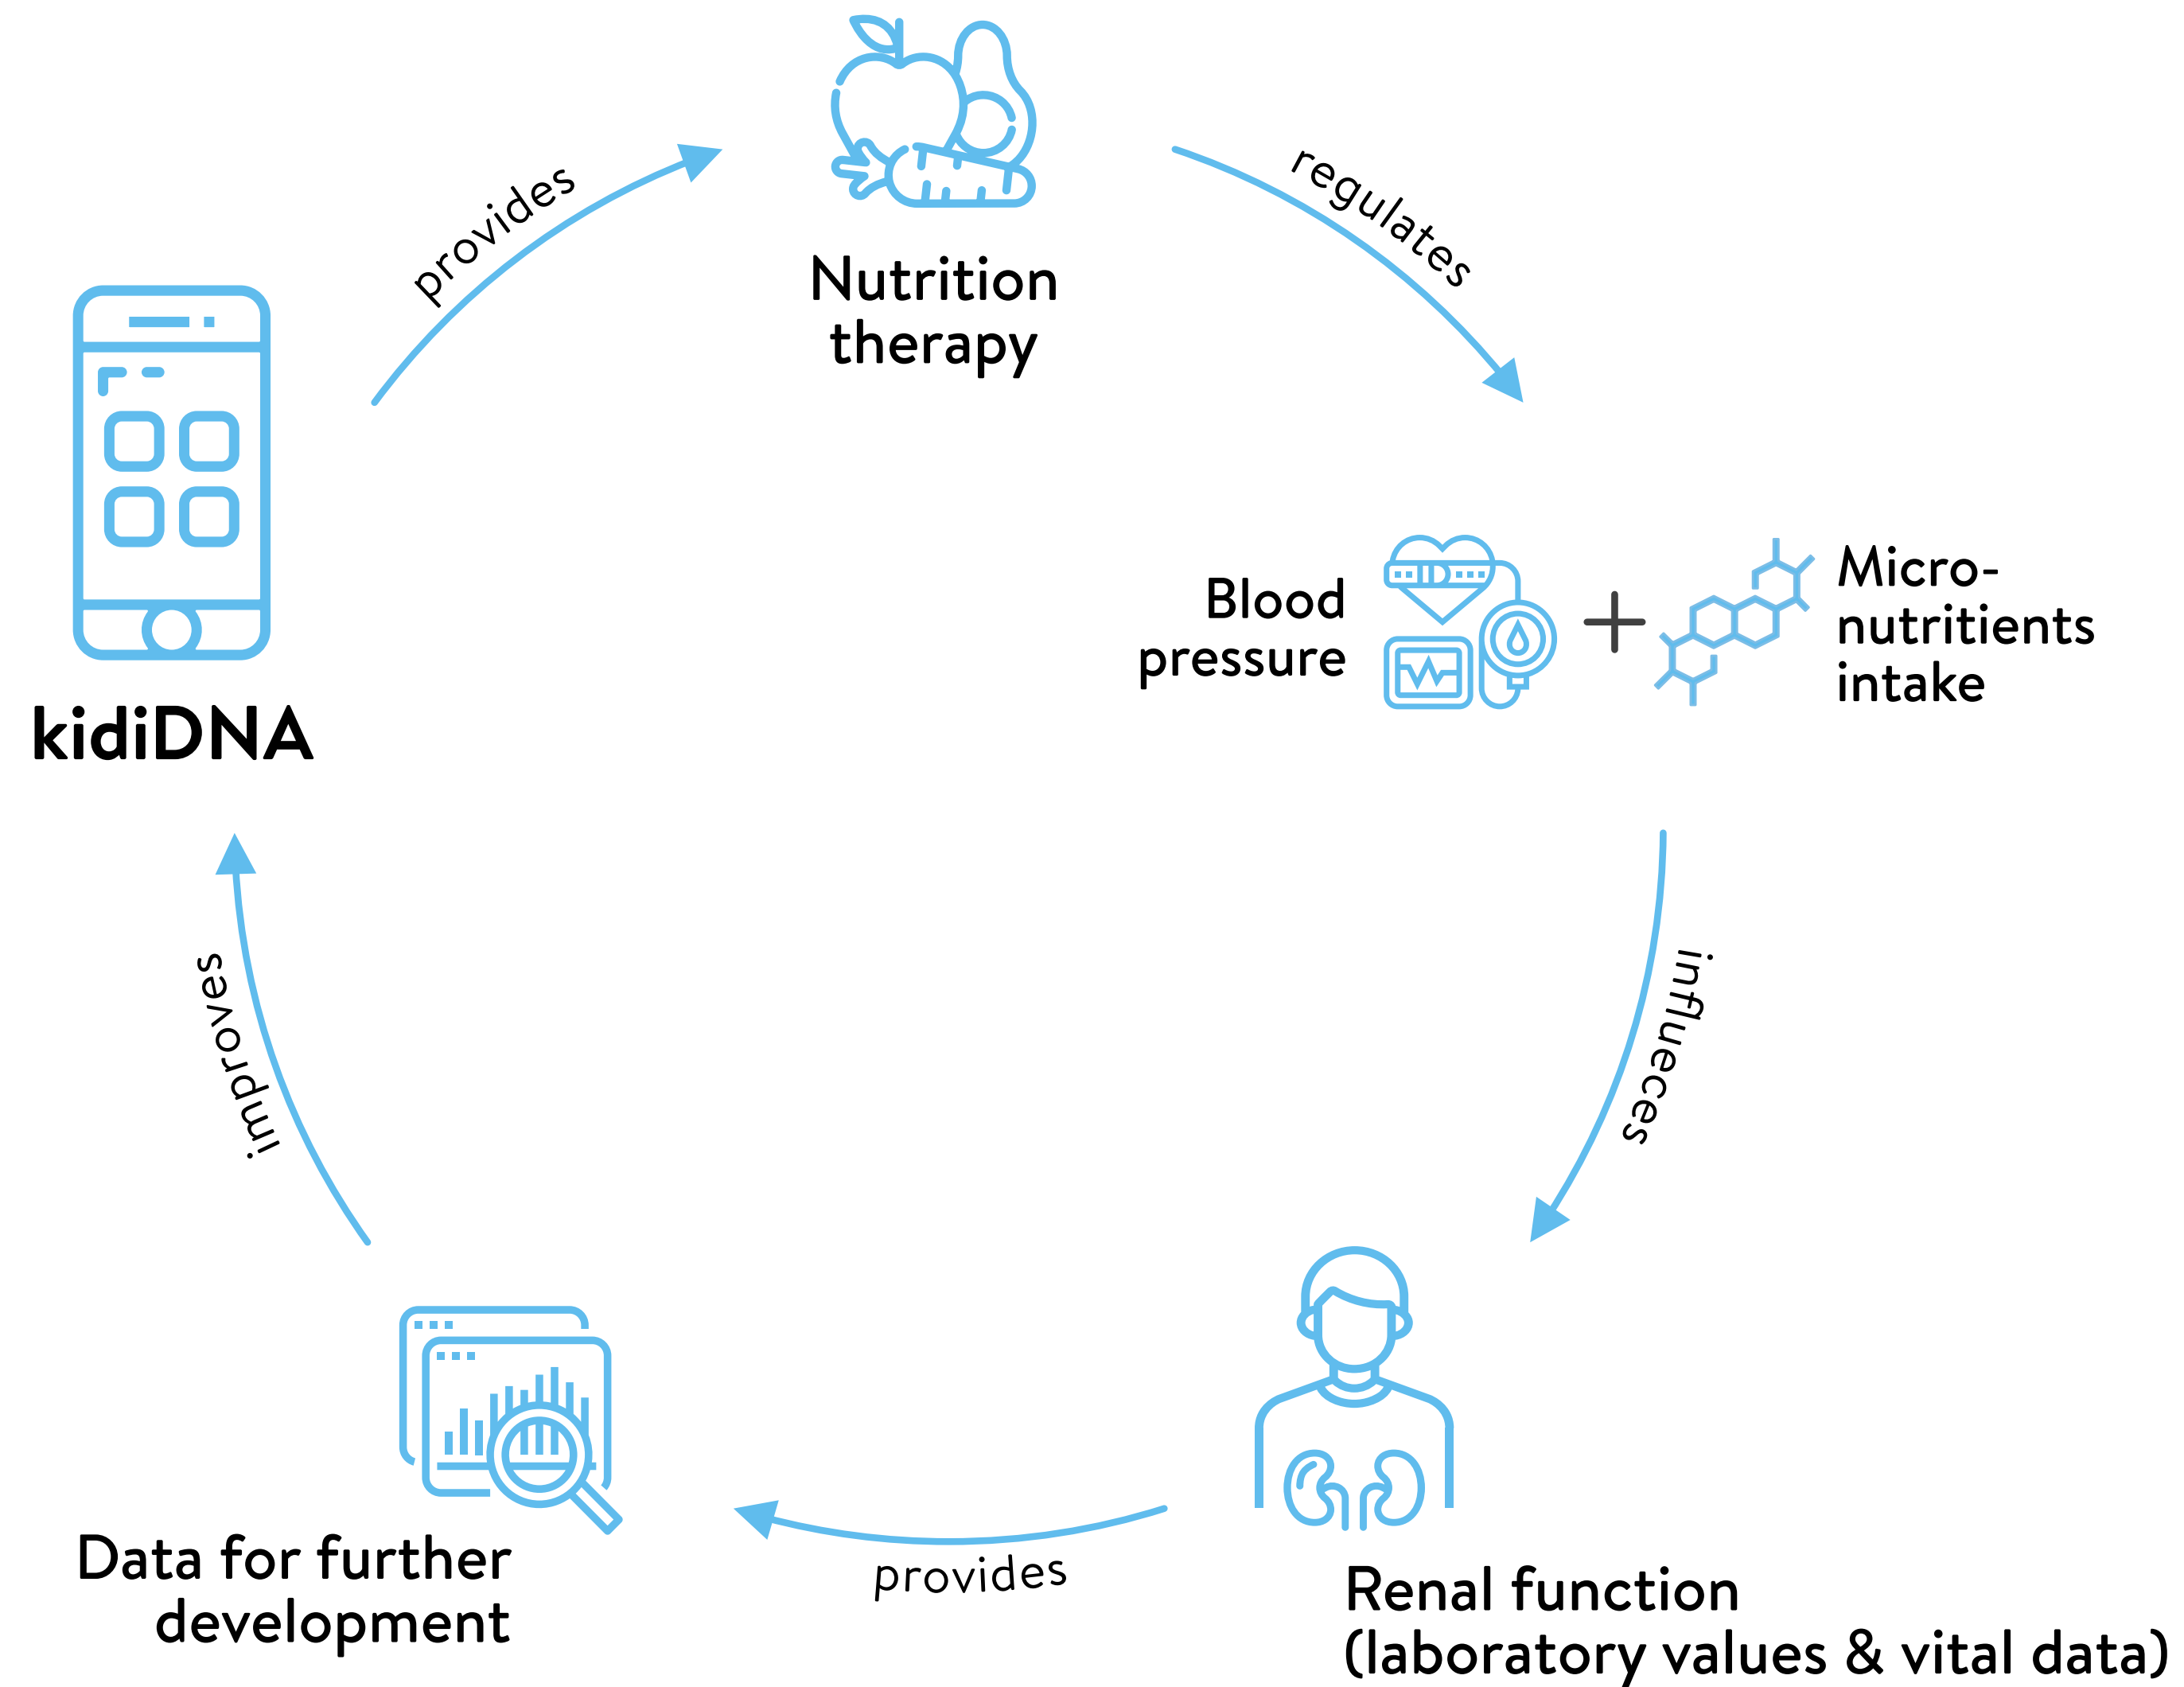 provides
Nutrition
therapy
regulates
kidiDNA
Blood
pressure
Micro-
nutritients
intake
influeces
Renal function
(laboratory values & vital data)
provides
Data for further
development
improves